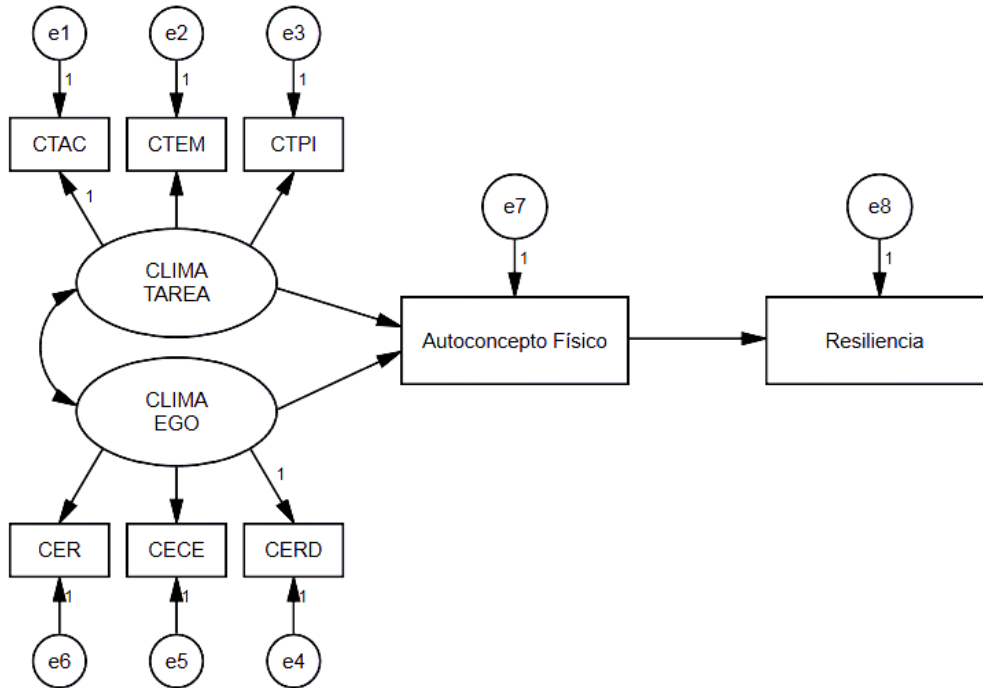 e1
e2
e3
1
1
1
CTAC
CTEM
CTPI
1
e7
e8
1
1
CLIMA
TAREA
Autoconcepto Físico
Resiliencia
CLIMA
EGO
1
CER
CECE
CERD
1
1
1
e6
e5
e4